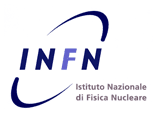 INFN
Istituto Nazionale
di Fisica Nucleare